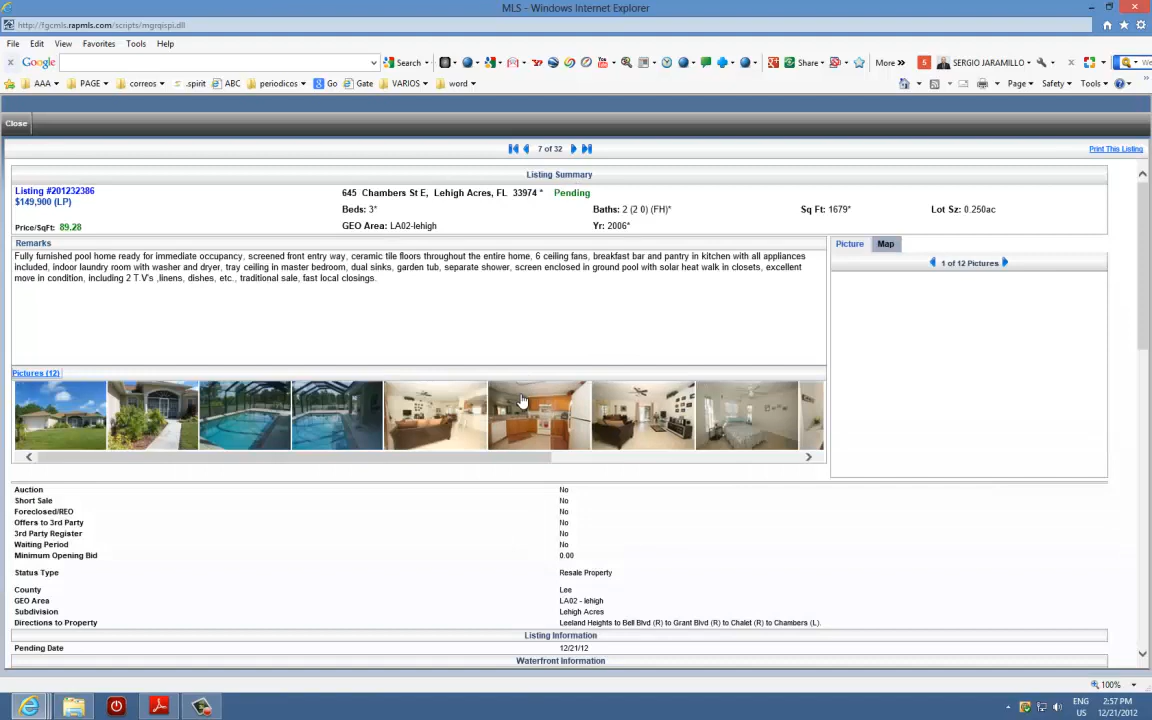 MLS - Windows Internet Explorer
http://fgcmls.rapmls.com/scripts/mgrqispi.dll
File Edit View Favorites Tools Help
Google Search More » 5 SERGIO JARAMILLO
Share
AAA PAGE correos .spirit ABC periodicos Go Gate VARIOS word
Page Safety Tools
Close
7 of 32
Print This Listing
Listing Summary
Listing #201232386
$149,900 (LP)
Price/SqFt: 89.28
645 Chambers St E, Lehigh Acres, FL 33974 * Pending
Beds: 3* Baths: 2 (2 0) (FH)* Sq Ft: 1679* Lot Sz: 0.250ac
GEO Area: LA02-lehigh Yr: 2006*
Remarks
Fully furnished pool home ready for immediate occupancy, screened front entry way, ceramic tile floors throughout the entire home, 6 ceiling fans, breakfast bar and pantry in kitchen with all appliances
included, indoor laundry room with washer and dryer, tray ceiling in master bedroom, dual sinks, garden tub, separate shower, screen enclosed in ground pool with solar heat walk in closets, excellent
move in condition, including 2 T.V's ,linens, dishes, etc., traditional sale, fast local closings.
Picture Map
1 of 12 Pictures
Pictures (12)
Auction No
Short Sale No
Foreclosed/REO No
Offers to 3rd Party No
3rd Party Register No
Waiting Period No
Minimum Opening Bid 0.00
Status Type Resale Property
County Lee
GEO Area LA02 - lehigh
Subdivision Lehigh Acres
Directions to Property Leeland Heights to Bell Blvd (R) to Grant Blvd (R) to Chalet (R) to Chambers (L).
Listing Information
Pending Date 12/21/12
Waterfront Information
100%
ENG 2:57 PM
US 12/21/2012